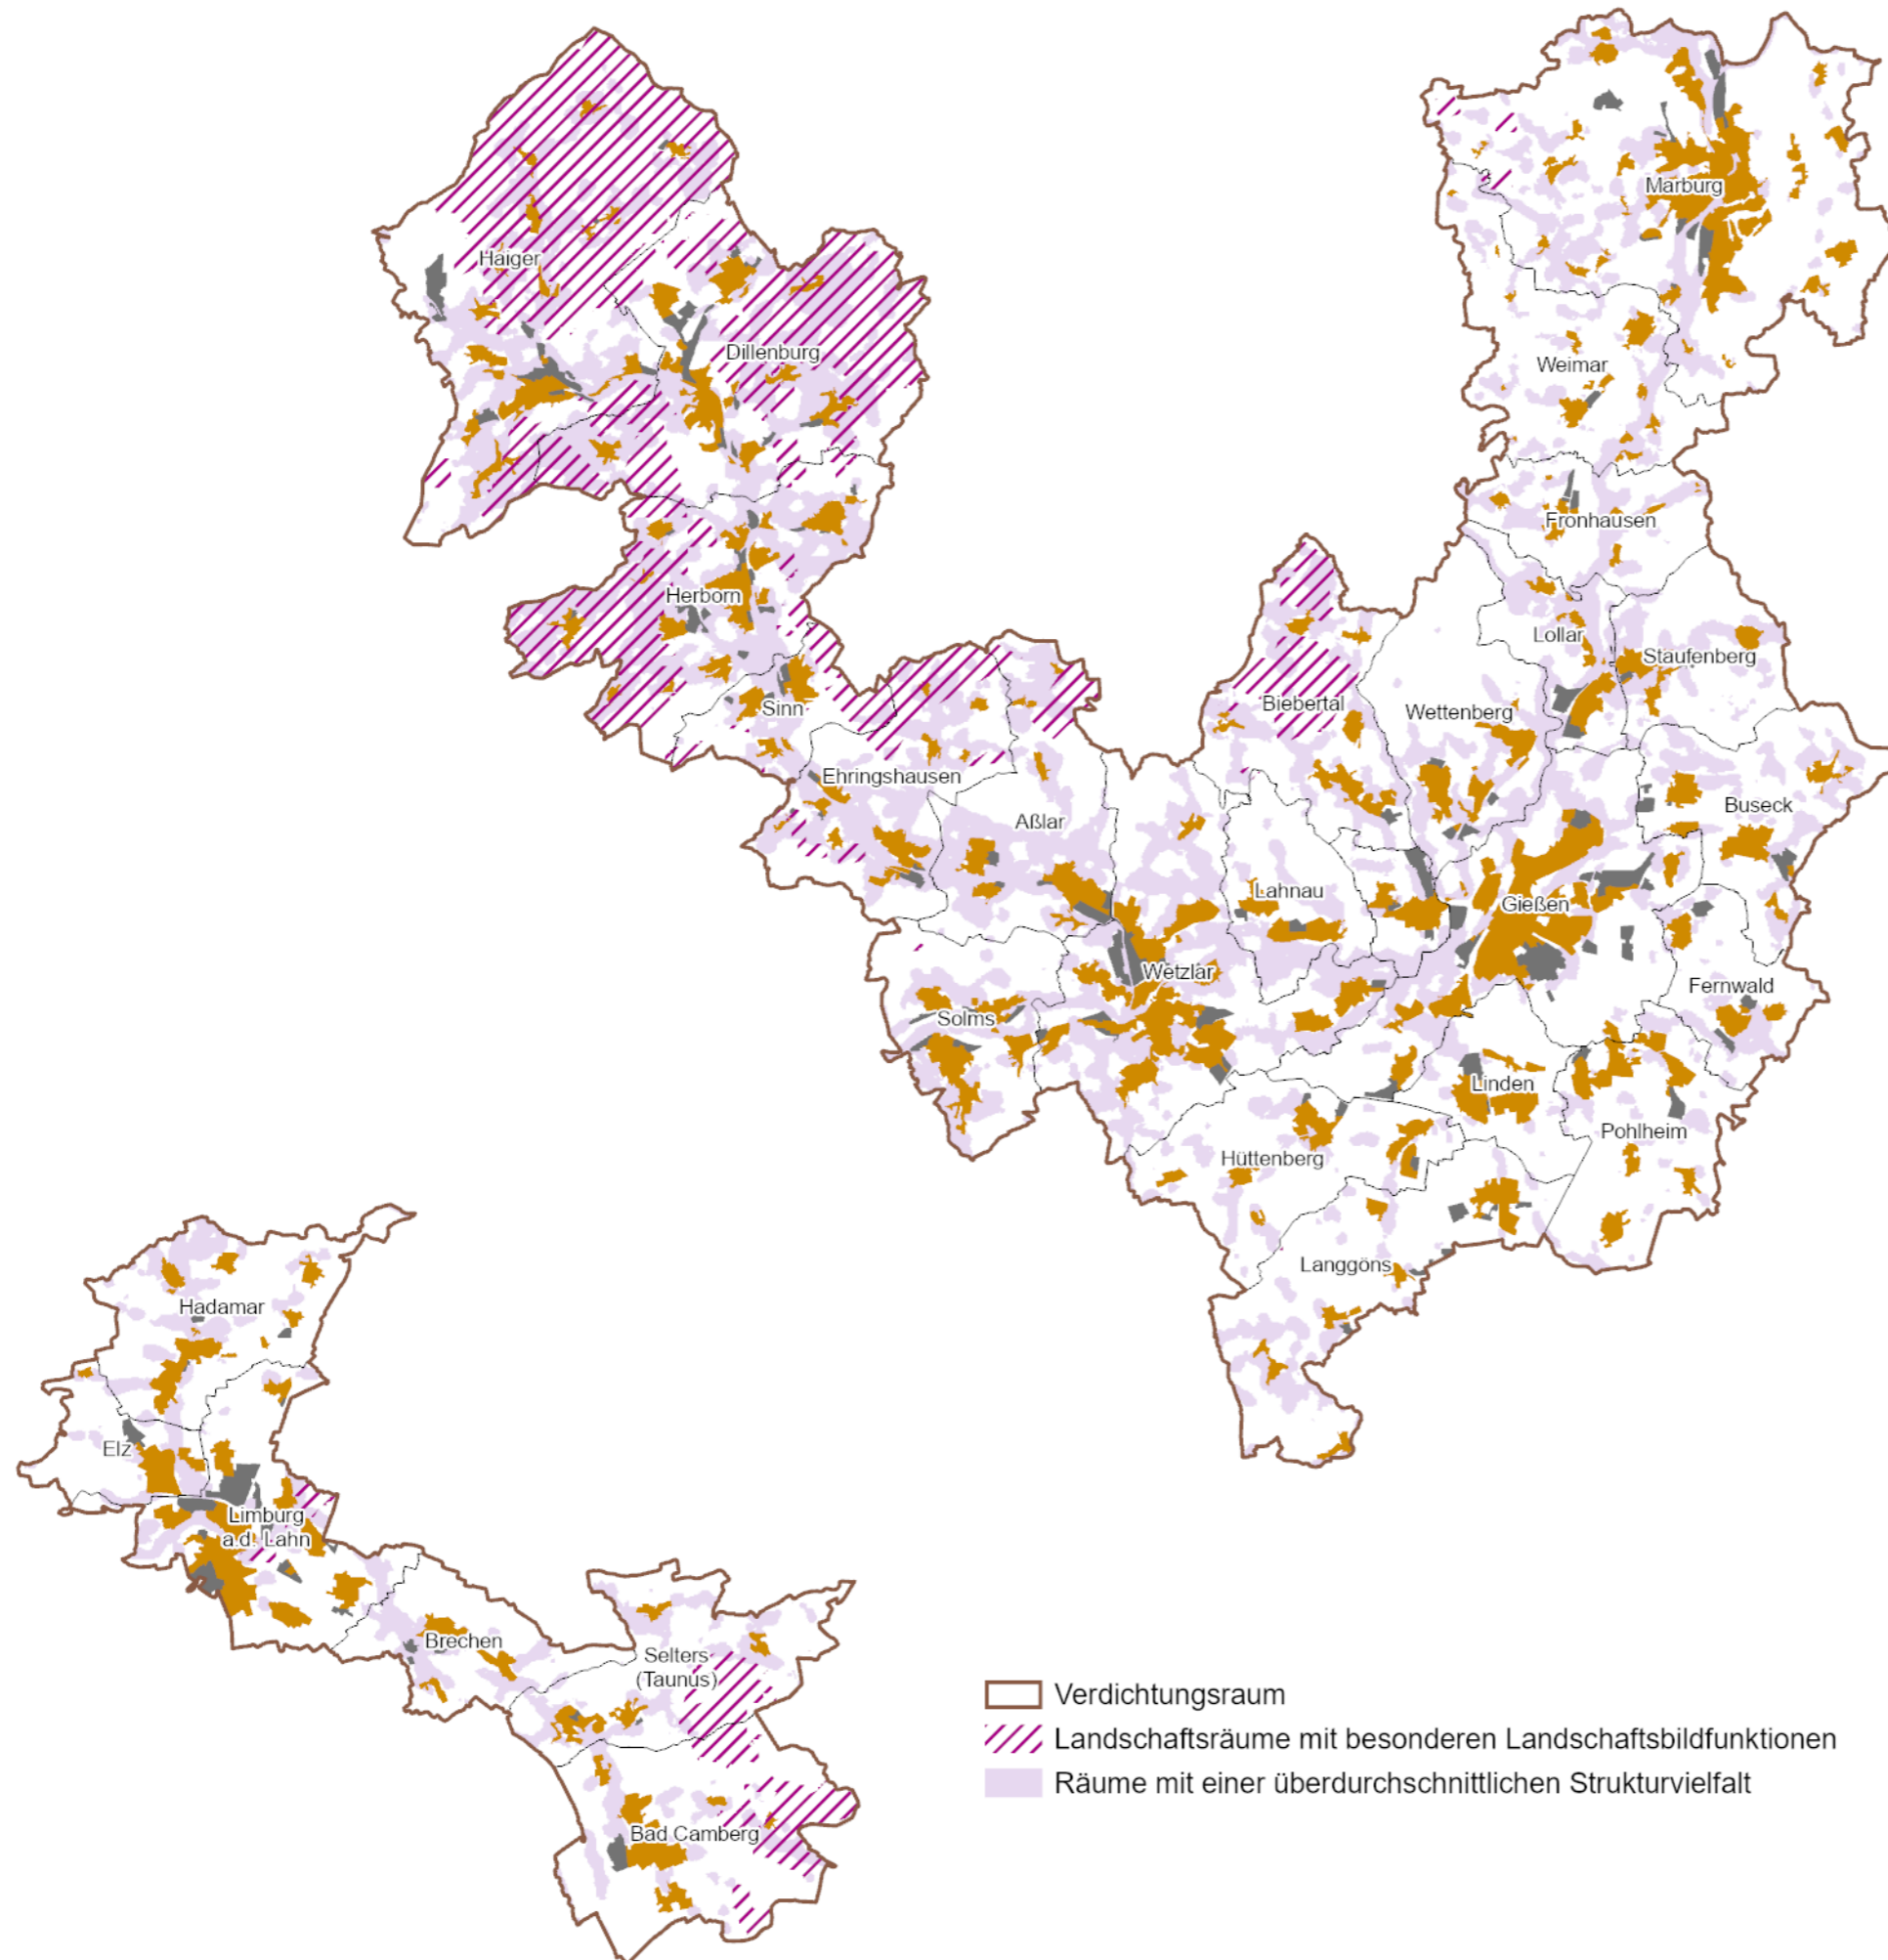 Marburg
Haiger
Dillenburg
Weimar
Fronhausen
Herborn
Lollar
Staufenberg
Biebertal
Sinn
Wettenberg
Ehringshausen
Buseck
Aßlar
Lahnau
Gießen
Wetzlar
Fernwald
Solms
Linden
Pohlheim
Hüttenberg
Langgöns
Hadamar
Elz
Limburg
a.d. Lahn
Brechen
Selters
(Taunus)
Bad Camberg
Verdichtungsraum
Landschaftsräume mit besonderen Landschaftsbildfunktionen
Räume mit einer überdurchschnittlichen Strukturvielfalt